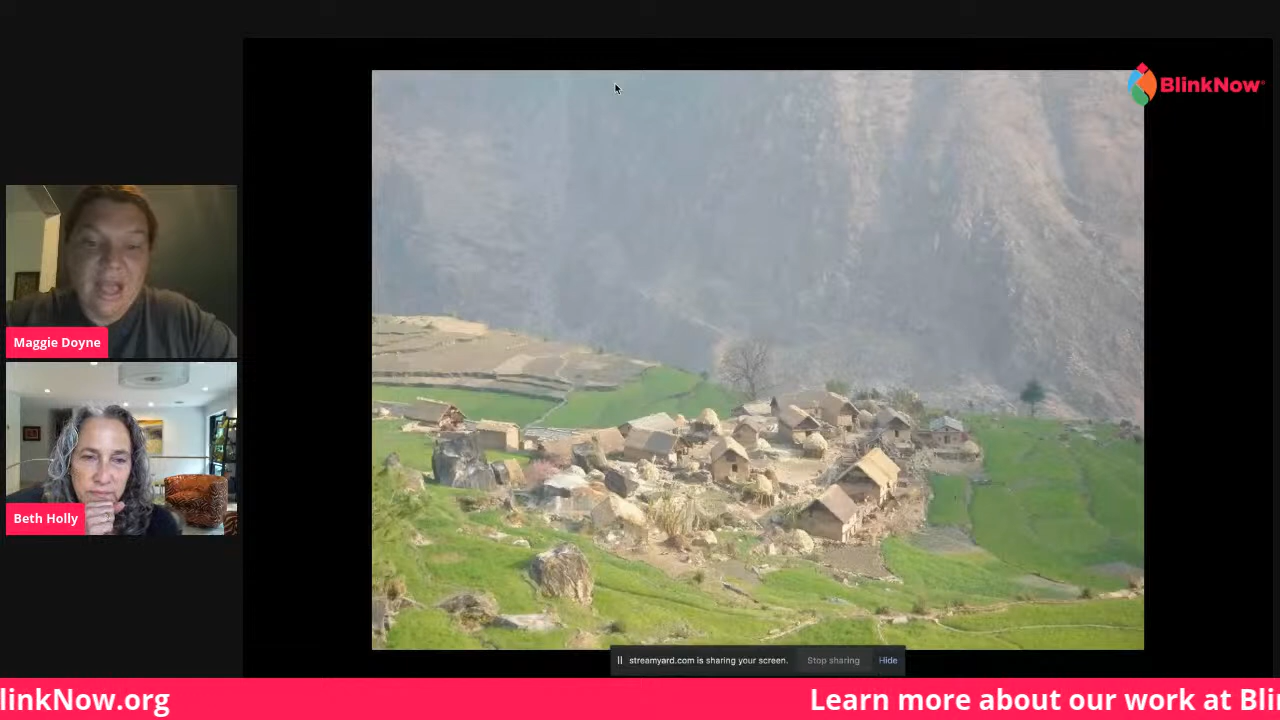 BlinkNow
Maggie Doyne
Beth Holly
streamyard.com is sharing your screen. Stop sharing Hide
linkNow.org Learn more about our work at Bli